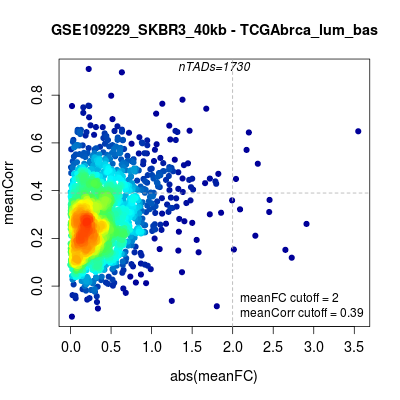 GSE109229_SKBR3_40kb - TCGAbrca_lum_bas
nTADs=1730
meanCorr
0.8
0.6
0.4
0.2
0.0
meanFC cutoff = 2
meanCorr cutoff = 0.39
0.0 0.5 1.0 1.5 2.0 2.5 3.0 3.5
abs(meanFC)